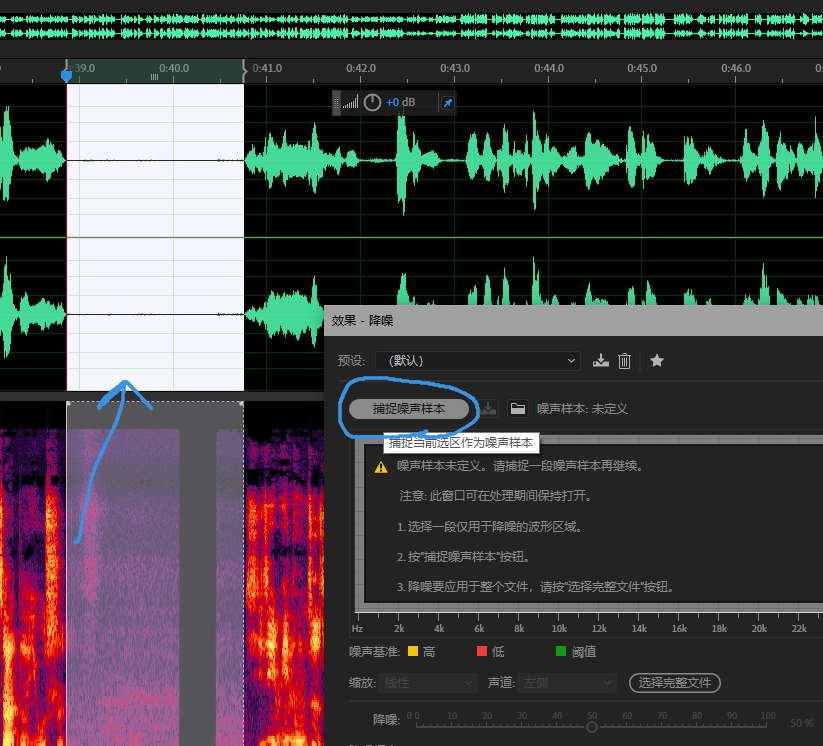 :39.0 0:40.0 0:41.0 0:42.0 0:43.0 0:44.0 0:45.0 0:46.0
+0 dB
效果 - 降噪
预设: (默认)
捕捉噪声样本 噪声样本: 未定义
捕捉当前选区作为噪声样本
噪声样本未定义。请捕捉一段噪声样本再继续。
注意: 此窗口可在处理期间保持打开。
1. 选择一段仅用于降噪的波形区域。
2. 按"捕捉噪声样本"按钮。
3. 降噪要应用于整个文件，请按"选择完整文件"按钮。
Hz 2k 4k 6k 8k 10k 12k 14k 16k 18k 20k 22k
噪声基准: 高 低 阈值
缩放: 线性 声道: 左侧 选择完整文件
降噪: 0 0 10 20 30 40 50 60 70 80 90 100 50 %